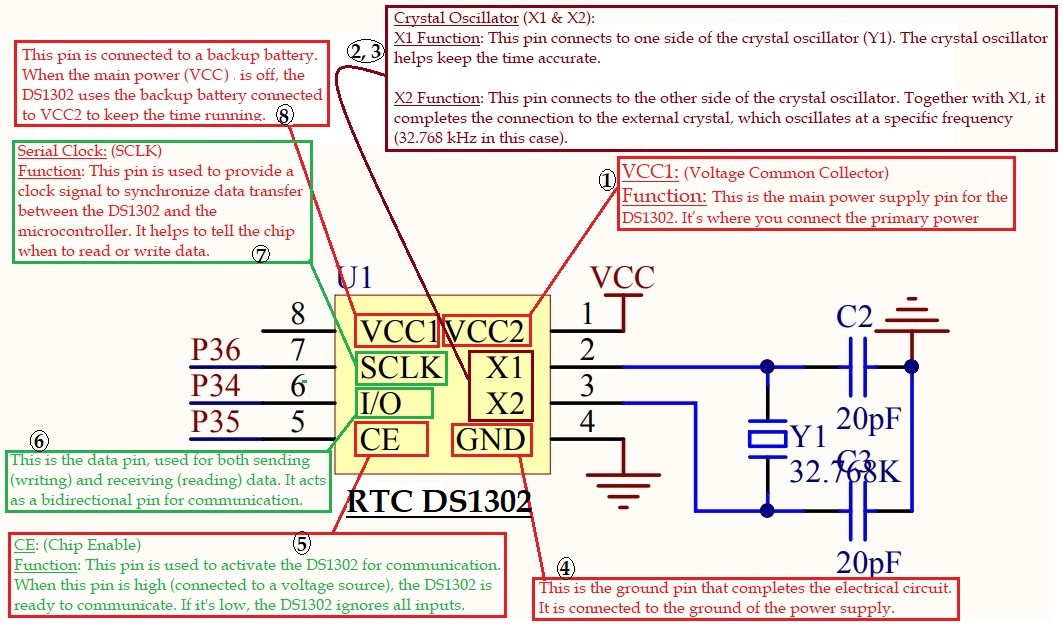 Crystal Oscillator (X1 & X2):
X1 Function: This pin connects to one side of the crystal oscillator (Y1). The crystal oscillator
helps keep the time accurate.
X2 Function: This pin connects to the other side of the crystal oscillator. Together with X1, it
completes the connection to the external crystal, which oscillates at a specific frequency
(32.768 kHz in this case).
2, 3
This pin is connected to a backup battery.
When the main power (VCC) . is off, the
DS1302 uses the backup battery connected
to VCC2 to keep the time running.
8
Serial Clock: (SCLK)
Function: This pin is used to provide a
clock signal to synchronize data transfer
between the DS1302 and the
microcontroller. It helps to tell the chip
when to read or write data.
7
1
VCC1: (Voltage Common Collector)
Function: This is the main power supply pin for the
DS1302. It's where you connect the primary power
U1
VCC
8 VCC1 VCC2 1
P36 7 SCLK X1 2
P34 6 I/O X2 3
P35 5 CE GND 4
RTC DS1302
C2
20pF
Y1
32.768K
C3
20pF
6
This is the data pin, used for both sending
(writing) and receiving (reading) data. It acts
as a bidirectional pin for communication.
5
CE: (Chip Enable)
Function: This pin is used to activate the DS1302 for communication.
When this pin is high (connected to a voltage source), the DS1302 is
ready to communicate. If it's low, the DS1302 ignores all inputs.
4
This is the ground pin that completes the electrical circuit.
It is connected to the ground of the power supply.